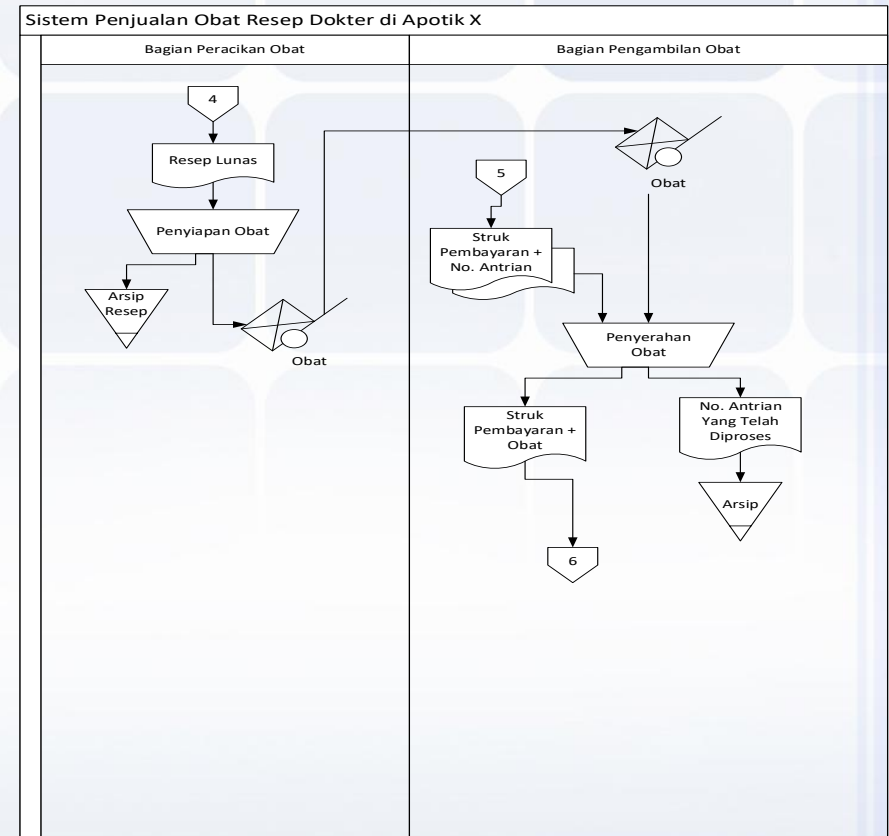 Sistem Penjualan Obat Resep Dokter di Apotik X
Bagian Peracikan Obat
Bagian Pengambilan Obat
4
Resep Lunas
Penyiapan Obat
Arsip
Resep
Obat
Obat
5
Struk
Pembayaran +
No. Antrian
Penyerahan
Obat
Struk
Pembayaran +
Obat
No. Antrian
Yang Telah
Diproses
Arsip
6